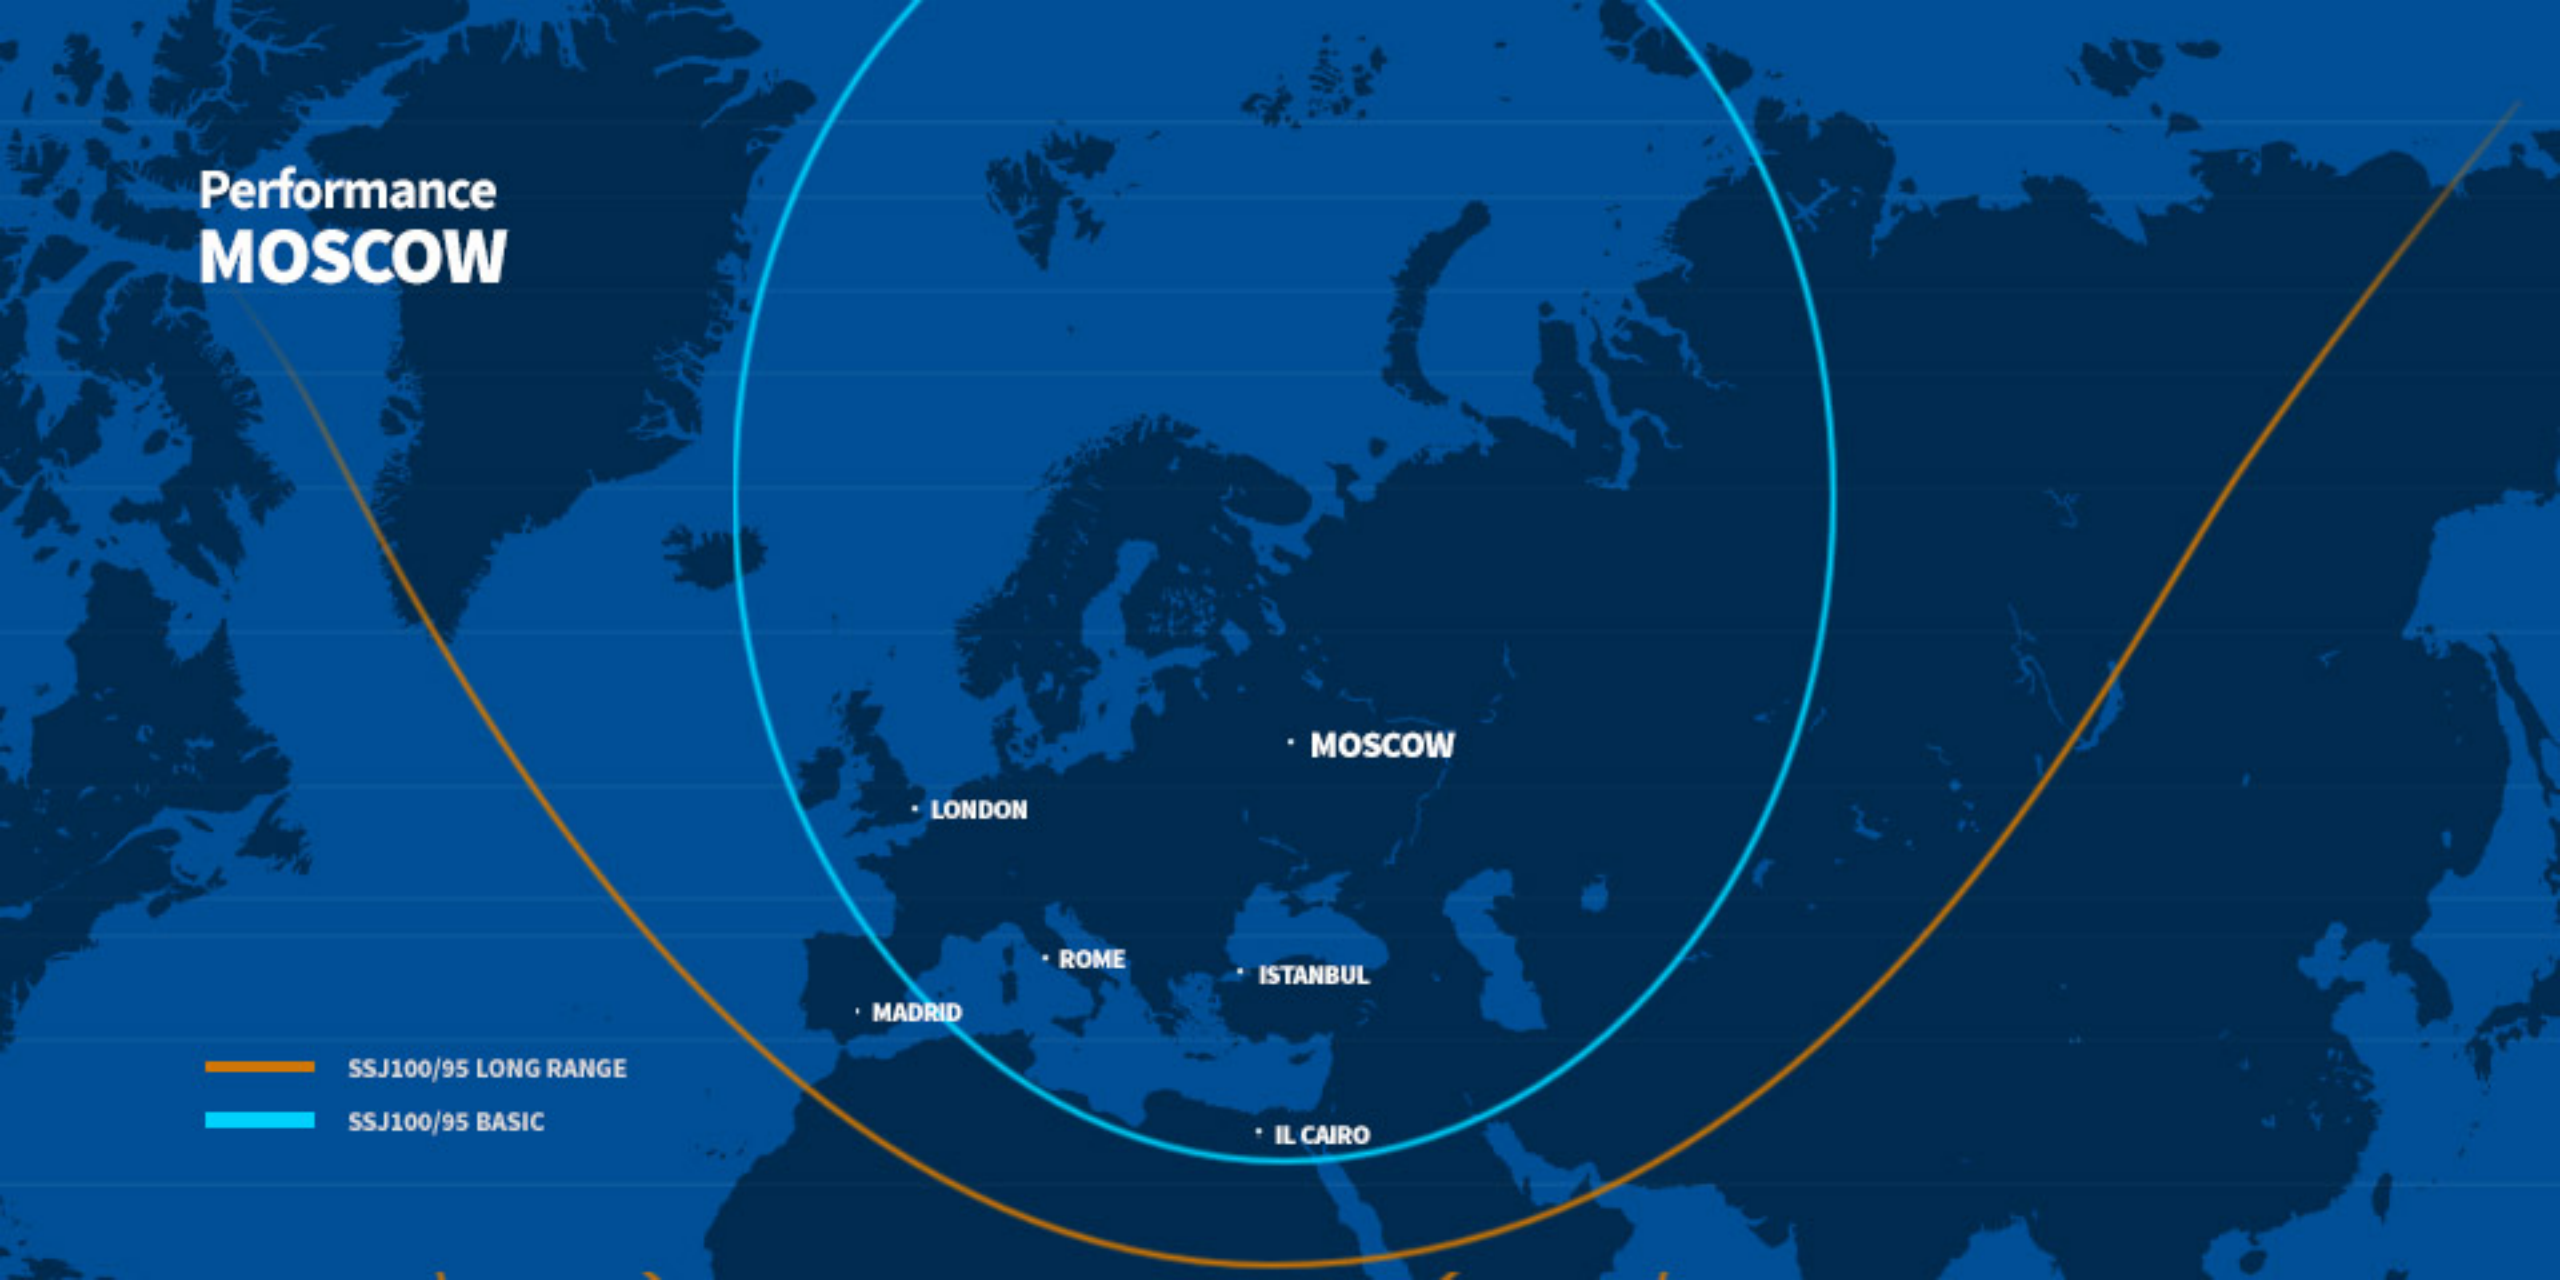 Performance
MOSCOW
MOSCOW
LONDON
ROME
ISTANBUL
MADRID
SSJ100/95 LONG RANGE
SSJ100/95 BASIC
IL CAIRO